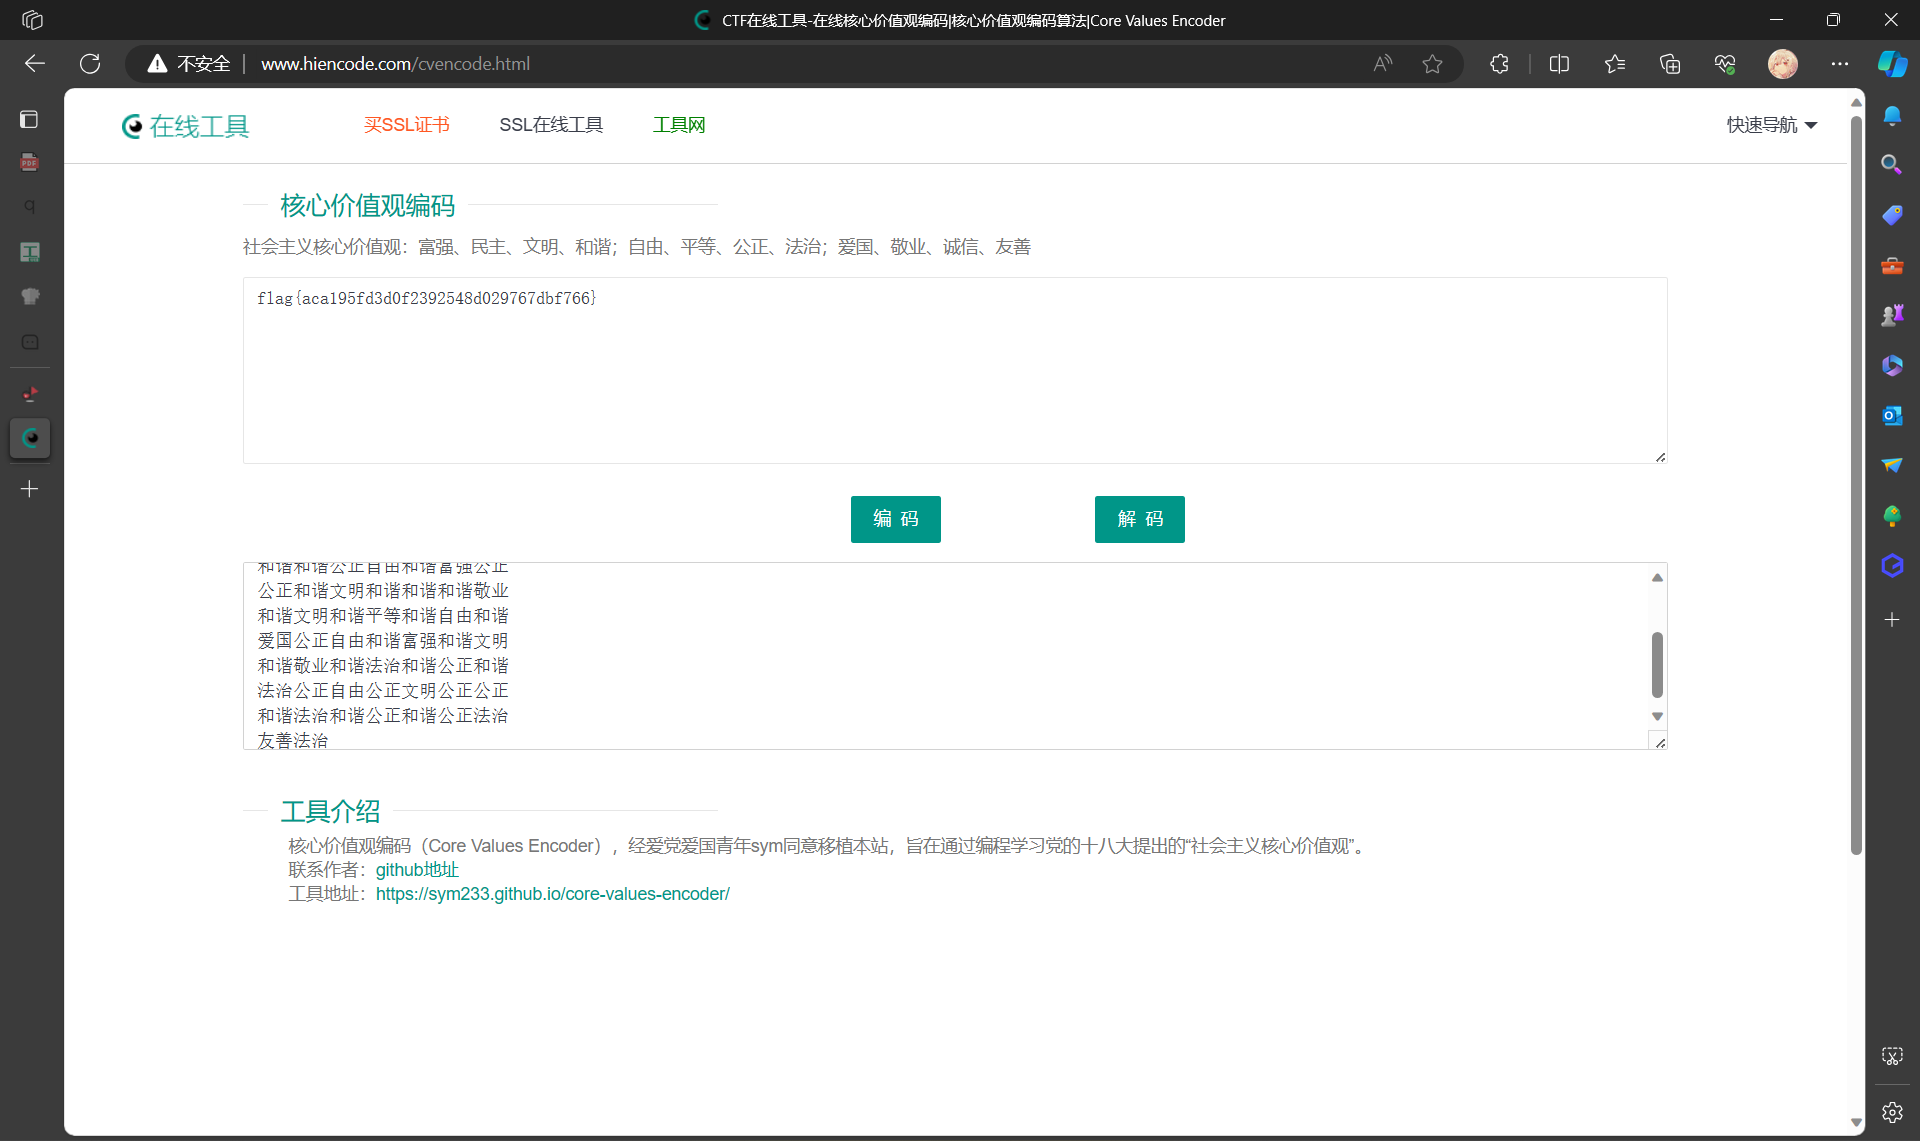 CTF在线工具-在线核心价值观编码|核心价值观编码算法|Core Values Encoder
不安全 www.hiencode.com/cvencode.html
在线工具 买SSL证书 SSL在线工具 工具网 快速导航
核心价值观编码
社会主义核心价值观：富强、民主、文明、和谐；自由、平等、公正、法治；爱国、敬业、诚信、友善
flag{aca195fd3d0f2392548d029767dbf766}
编 码 解 码
和谐和谐公正自由和谐富强公正
公正和谐文明和谐和谐和谐敬业
和谐文明和谐平等和谐自由和谐
爱国公正自由和谐富强和谐文明
和谐敬业和谐法治和谐公正和谐
法治公正自由公正文明公正公正
和谐法治和谐公正和谐公正法治
友善法治
工具介绍
核心价值观编码（Core Values Encoder），经爱党爱国青年sym同意移植本站，旨在通过编程学习党的十八大提出的“社会主义核心价值观”。
联系作者：github地址
工具地址：https://sym233.github.io/core-values-encoder/